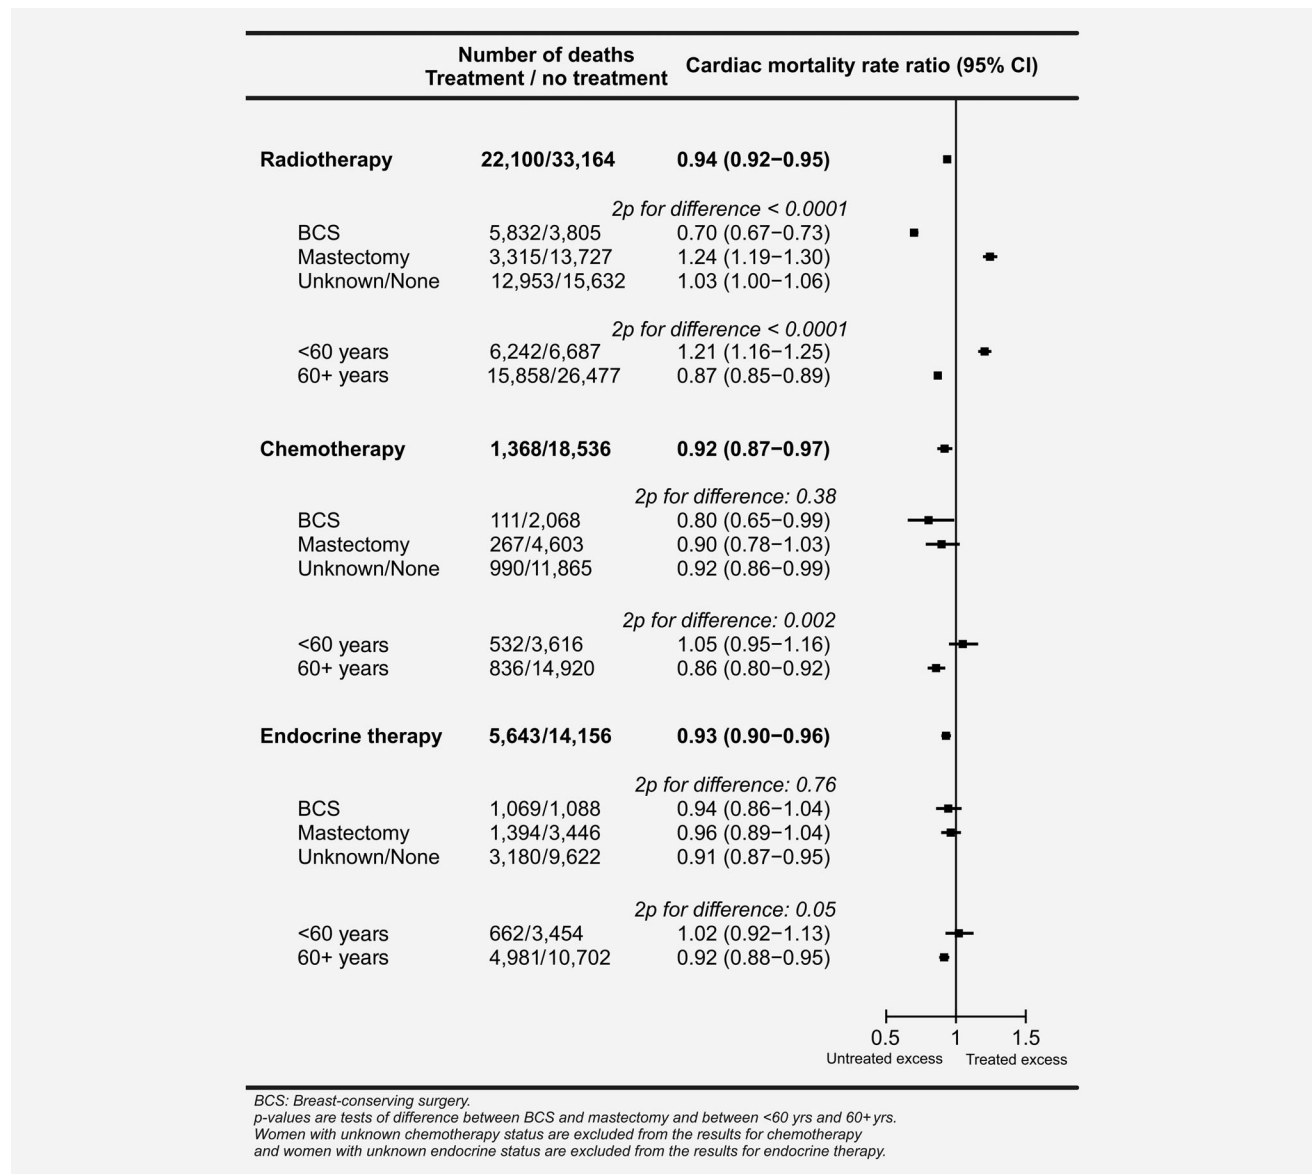 Number of deaths
Treatment / no treatment
Cardiac mortality rate ratio (95% CI)
Radiotherapy 22,100/33,164 0.94 (0.92−0.95)
2p for difference < 0.0001
BCS 5,832/3,805 0.70 (0.67−0.73)
Mastectomy 3,315/13,727 1.24 (1.19−1.30)
Unknown/None 12,953/15,632 1.03 (1.00−1.06)
2p for difference < 0.0001
<60 years 6,242/6,687 1.21 (1.16−1.25)
60+ years 15,858/26,477 0.87 (0.85−0.89)
Chemotherapy 1,368/18,536 0.92 (0.87−0.97)
2p for difference: 0.38
BCS 111/2,068 0.80 (0.65−0.99)
Mastectomy 267/4,603 0.90 (0.78−1.03)
Unknown/None 990/11,865 0.92 (0.86−0.99)
2p for difference: 0.002
<60 years 532/3,616 1.05 (0.95−1.16)
60+ years 836/14,920 0.86 (0.80−0.92)
Endocrine therapy 5,643/14,156 0.93 (0.90−0.96)
2p for difference: 0.76
BCS 1,069/1,088 0.94 (0.86−1.04)
Mastectomy 1,394/3,446 0.96 (0.89−1.04)
Unknown/None 3,180/9,622 0.91 (0.87−0.95)
2p for difference: 0.05
<60 years 662/3,454 1.02 (0.92−1.13)
60+ years 4,981/10,702 0.92 (0.88−0.95)
0.5 1 1.5
Untreated excess Treated excess
BCS: Breast-conserving surgery.
p-values are tests of difference between BCS and mastectomy and between <60 yrs and 60+ yrs.
Women with unknown chemotherapy status are excluded from the results for chemotherapy
and women with unknown endocrine status are excluded from the results for endocrine therapy.